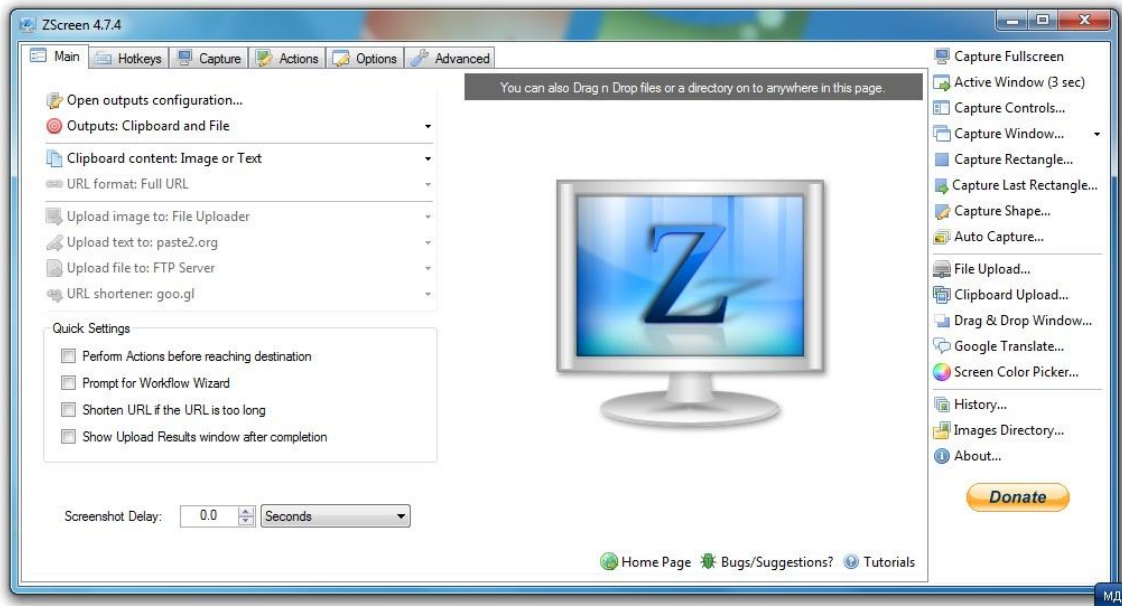 ZScreen 4.7.4
Main
Hotkeys
Capture
Actions
Options
Advanced
You can also Drag n Drop files or a directory on to anywhere in this page.
Open outputs configuration...
Outputs: Clipboard and File
Clipboard content: Image or Text
URL format: Full URL
Upload image to: File Uploader
Upload text to: paste2.org
Upload file to: FTP Server
URL shortener: goo.gl
Quick Settings
Perform Actions before reaching destination
Prompt for Workflow Wizard
Shorten URL if the URL is too long
Show Upload Results window after completion
Screenshot Delay:
0.0
Seconds
Z
Home Page
Bugs/Suggestions?
Tutorials
Capture Fullscreen
Active Window (3 sec)
Capture Controls...
Capture Window...
Capture Rectangle...
Capture Last Rectangle...
Capture Shape...
Auto Capture...
File Upload...
Clipboard Upload...
Drag & Drop Window...
Google Translate...
Screen Color Picker...
History...
Images Directory...
About...
Donate
МД